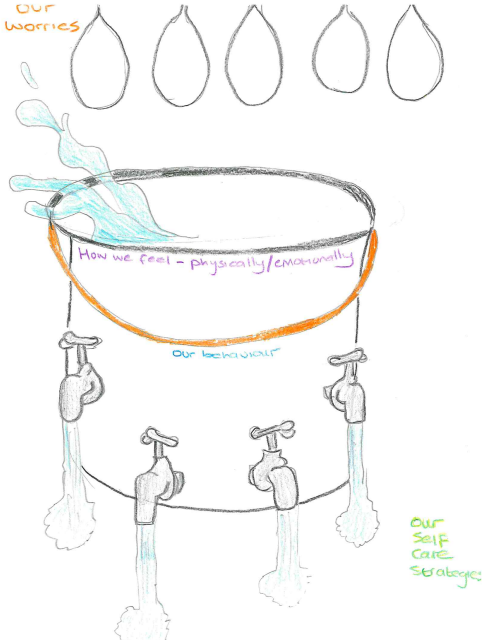 our
worries
How we feel - physically/emotionally
our behaviour
our
self
care
strategies